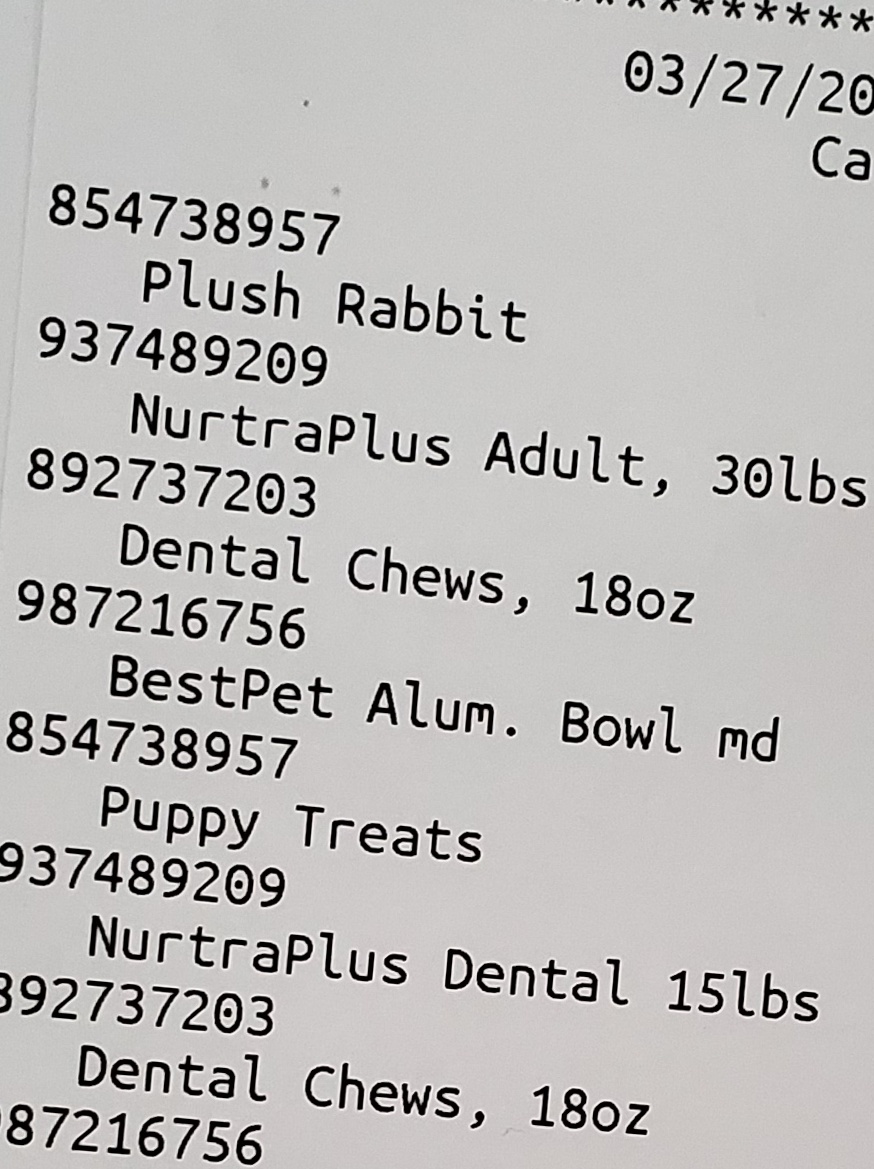 **********
03/27/20
Ca
854738957
Plush Rabbit
937489209
NurtraPlus Adult, 30lbs
892737203
Dental Chews, 18oz
987216756
BestPet Alum. Bowl md
854738957
Puppy Treats
937489209
NurtraPlus Dental 15lbs
892737203
Dental Chews, 18oz
87216756